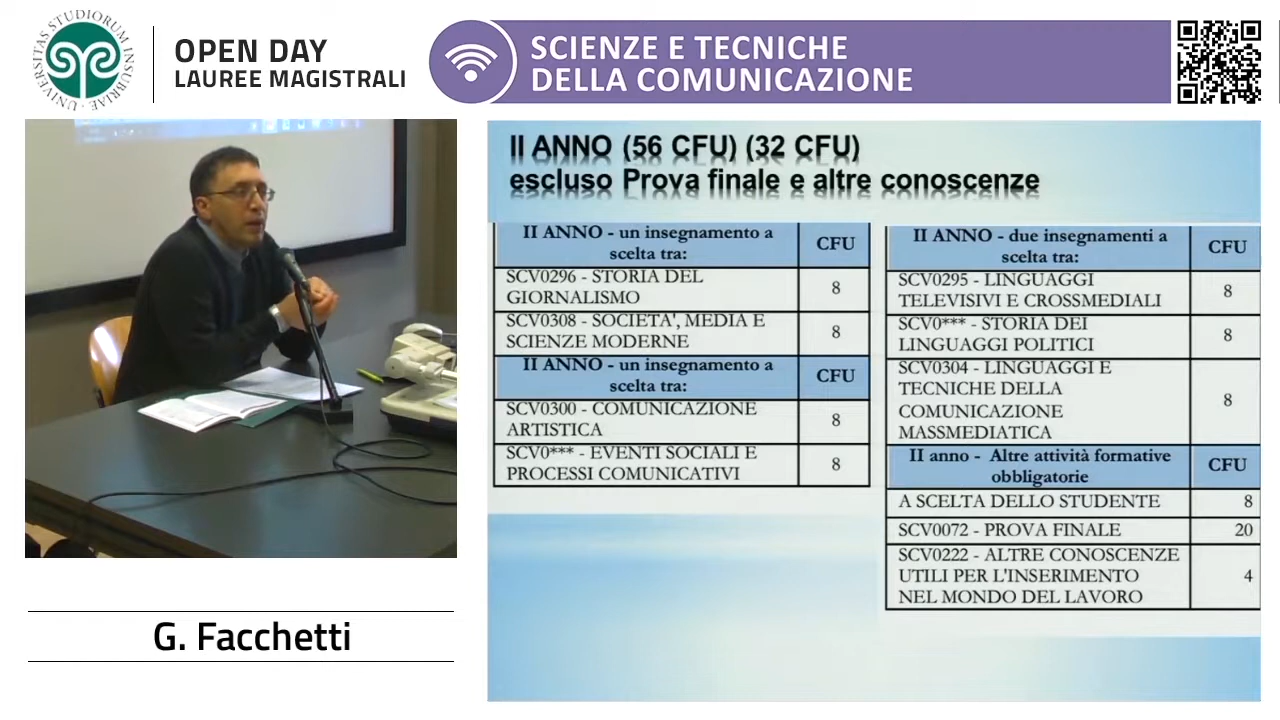 UNIVERSITAS STUDIORUM INSUBRIAE
OPEN DAY
LAUREE MAGISTRALI
SCIENZE E TECNICHE
DELLA COMUNICAZIONE
II ANNO (56 CFU) (32 CFU)
escluso Prova finale e altre conoscenze
II ANNO - un insegnamento a
scelta tra:
CFU
SCV0296 - STORIA DEL
GIORNALISMO
8
SCV0308 - SOCIETA', MEDIA E
SCIENZE MODERNE
8
II ANNO - un insegnamento a
scelta tra:
CFU
SCV0300 - COMUNICAZIONE
ARTISTICA
8
SCV0*** - EVENTI SOCIALI E
PROCESSI COMUNICATIVI
8
II ANNO - due insegnamenti a
scelta tra:
CFU
SCV0295 - LINGUAGGI
TELEVISIVI E CROSSMEDIALI
8
SCV0*** - STORIA DEI
LINGUAGGI POLITICI
8
SCV0304 - LINGUAGGI E
TECNICHE DELLA
COMUNICAZIONE
MASSMEDIATICA
8
II anno - Altre attività formative
obbligatorie
CFU
A SCELTA DELLO STUDENTE
8
SCV0072 - PROVA FINALE
20
SCV0222 - ALTRE CONOSCENZE
UTILI PER L'INSERIMENTO
NEL MONDO DEL LAVORO
4
G. Facchetti